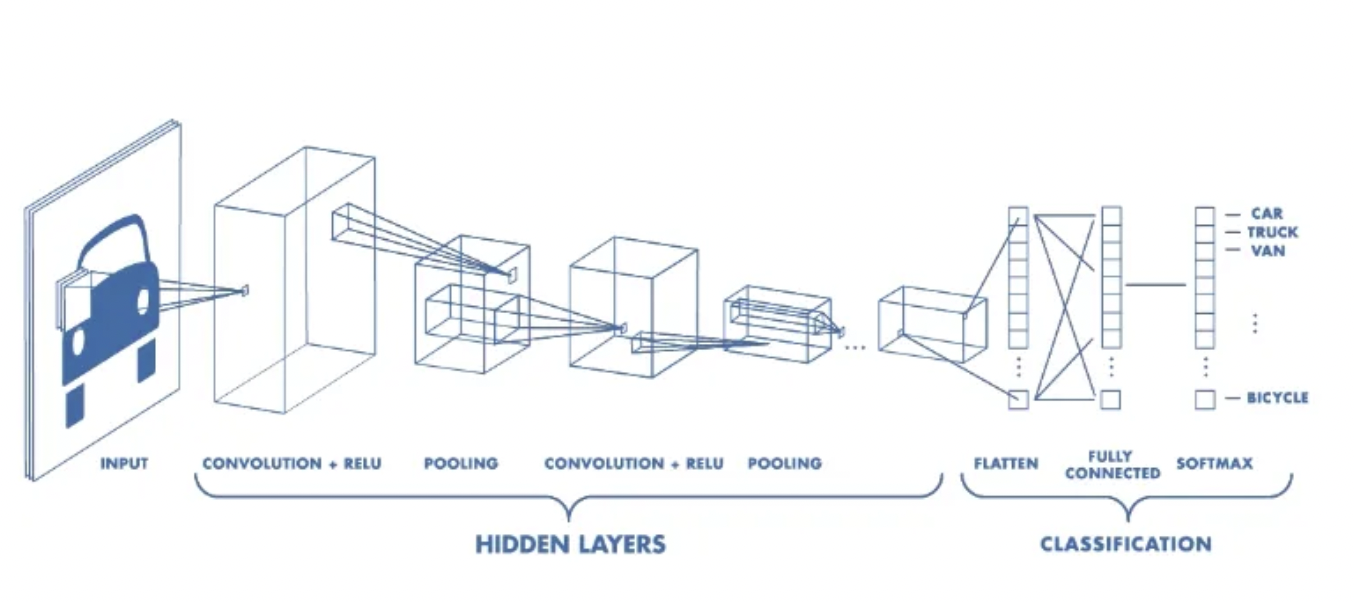 CAR
TRUCK
VAN
BICYCLE
INPUT
CONVOLUTION + RELU
POOLING
CONVOLUTION + RELU
POOLING
FLATTEN
FULLY
CONNECTED
SOFTMAX
HIDDEN LAYERS
CLASSIFICATION